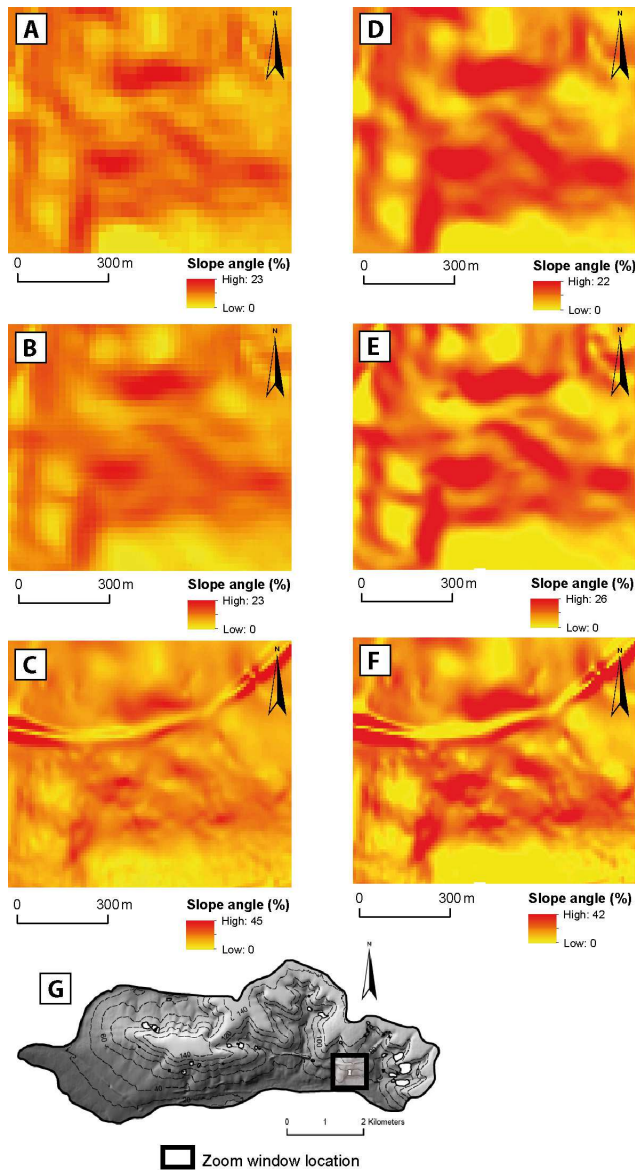 A
N
0
300 m
Slope angle (%)
High: 23
Low: 0
D
N
0
300 m
Slope angle (%)
High: 22
Low: 0
B
N
0
300 m
Slope angle (%)
High: 23
Low: 0
E
N
0
300 m
Slope angle (%)
High: 26
Low: 0
C
N
0
300 m
Slope angle (%)
High: 45
Low: 0
F
N
0
300 m
Slope angle (%)
High: 42
Low: 0
G
N
140
100
60
140
40
0 1 2 Kilometers
Zoom window location